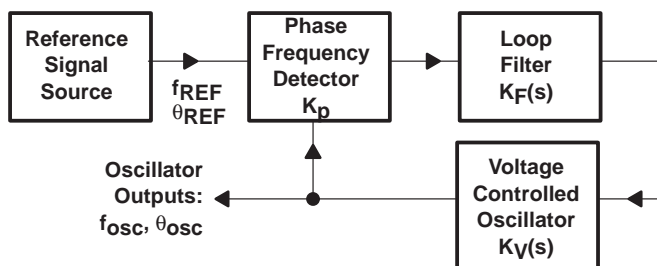 Reference
Signal
Source
fREF
θREF
Phase
Frequency
Detector
Kp
Loop
Filter
KF(s)
Oscillator
Outputs:
fosc, θosc
Voltage
Controlled
Oscillator
KV(s)